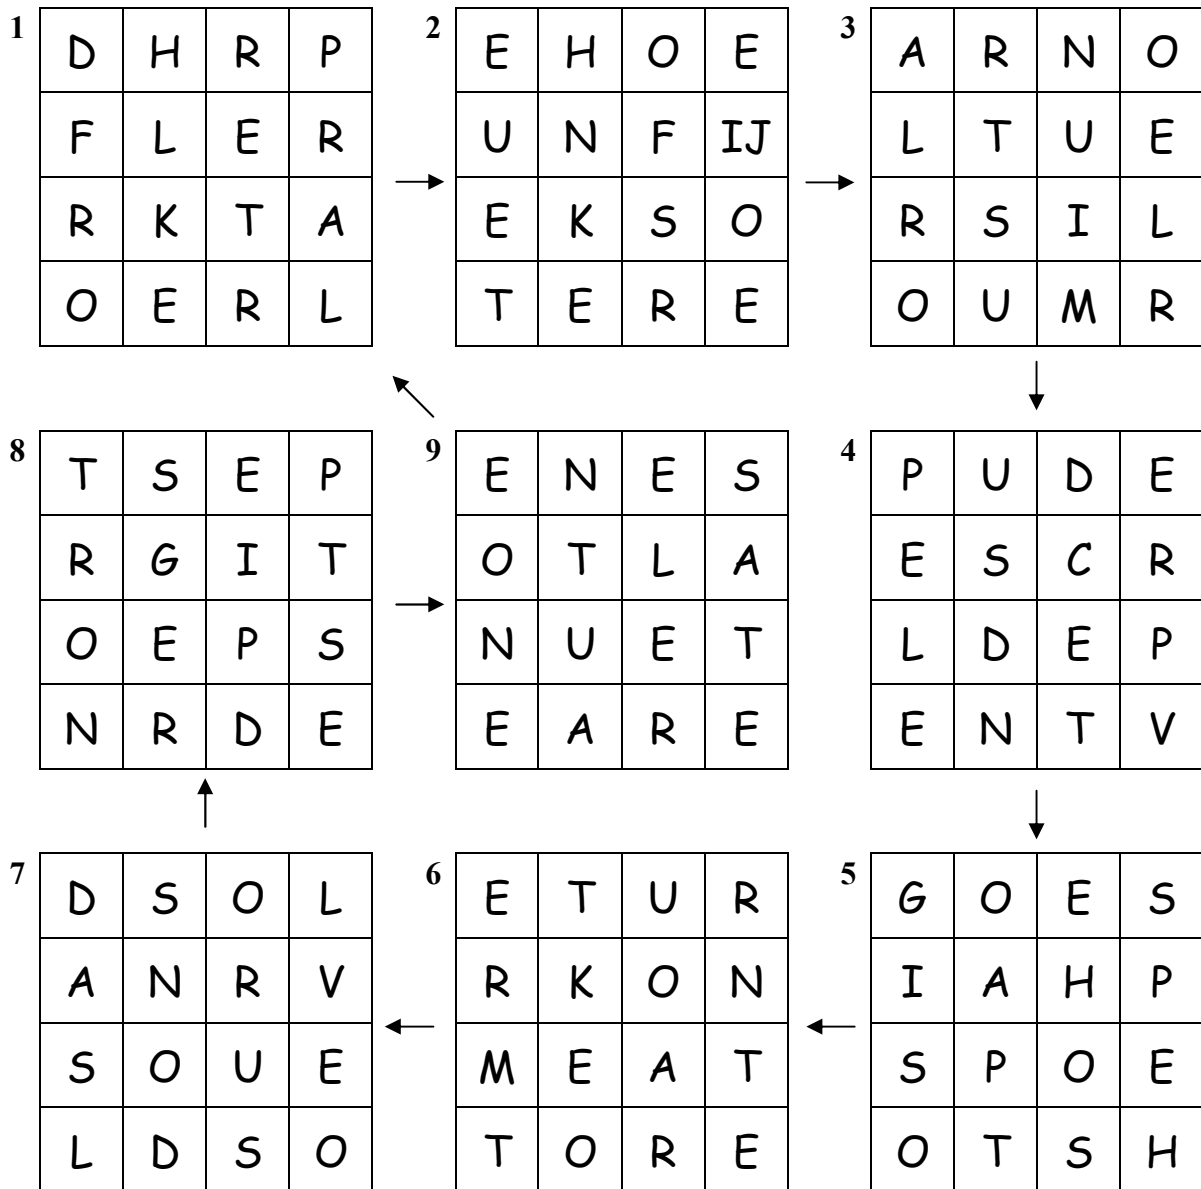 1 D H R P 2 E H O E 3 A R N O
F L E R U N F IJ L T U E
R K T A E K S O R S I L
O E R L T E R E O U M R
8 T S E P 9 E N E S 4 P U D E
R G I T O T L A E S C R
O E P S N U E T L D E P
N R D E E A R E E N T V
7 D S O L 6 E T U R 5 G O E S
A N R V R K O N I A H P
S O U E M E A T S P O E
L D S O T O R E O T S H